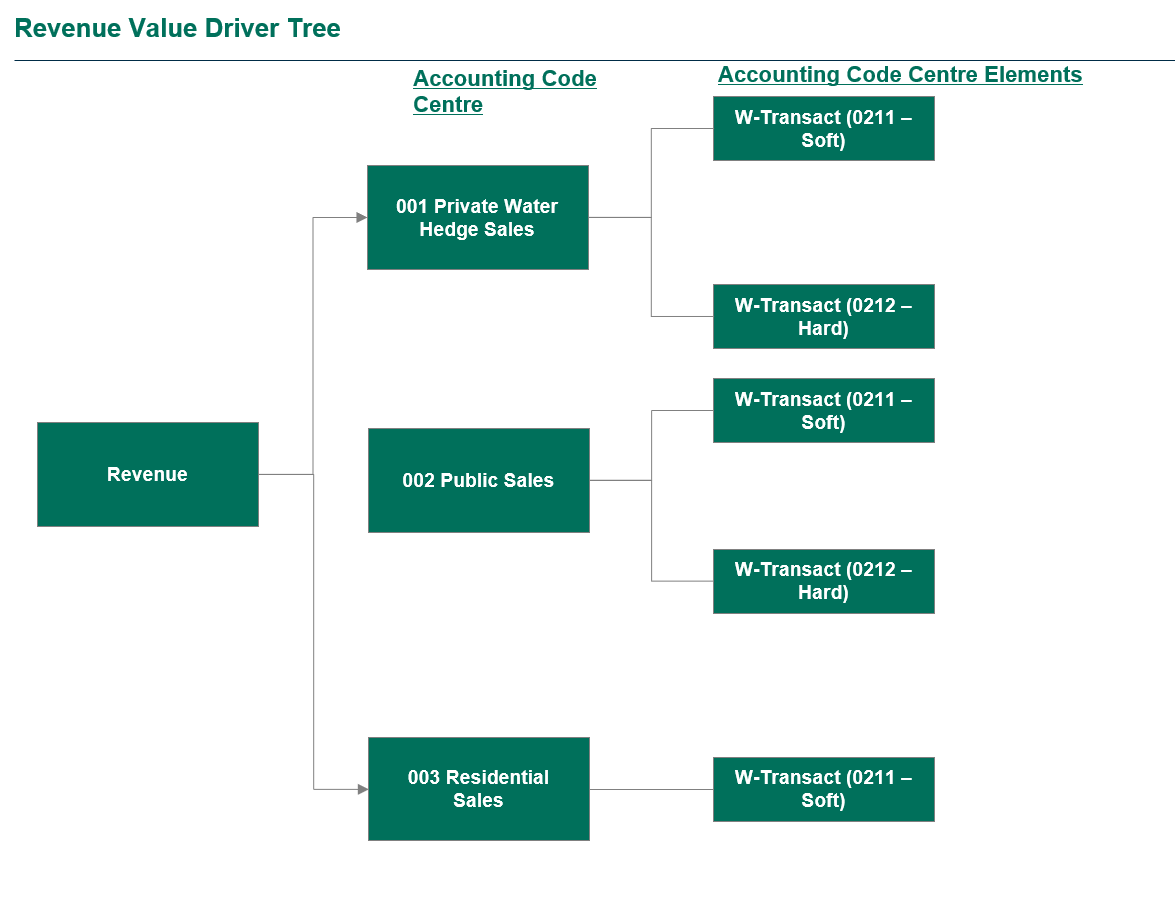 Revenue Value Driver Tree
Accounting Code
Centre
Accounting Code Centre Elements
W-Transact (0211 –
Soft)
001 Private Water
Hedge Sales
W-Transact (0212 –
Hard)
W-Transact (0211 –
Soft)
Revenue
002 Public Sales
W-Transact (0212 –
Hard)
003 Residential
Sales
W-Transact (0211 –
Soft)